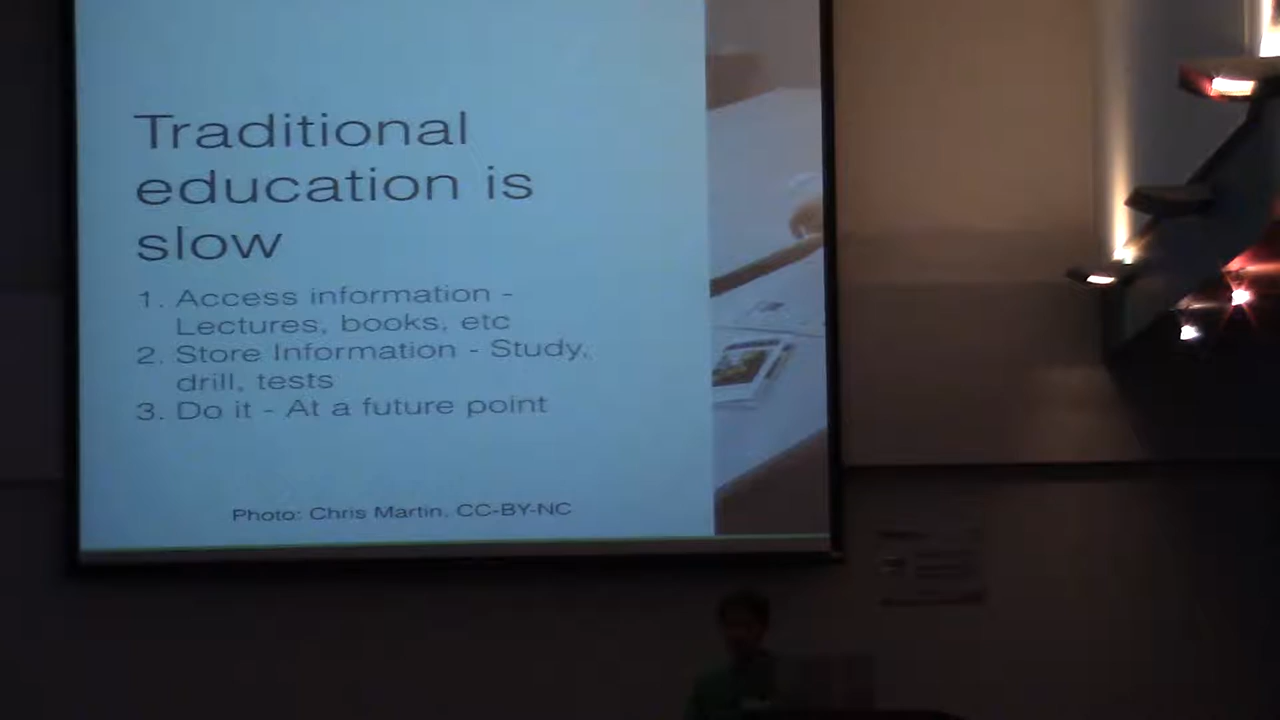 Traditional
education is
slow
1. Access information -
Lectures, books, etc
2. Store Information - Study,
drill, tests
3. Do it - At a future point
Photo: Chris Martin. CC-BY-NC